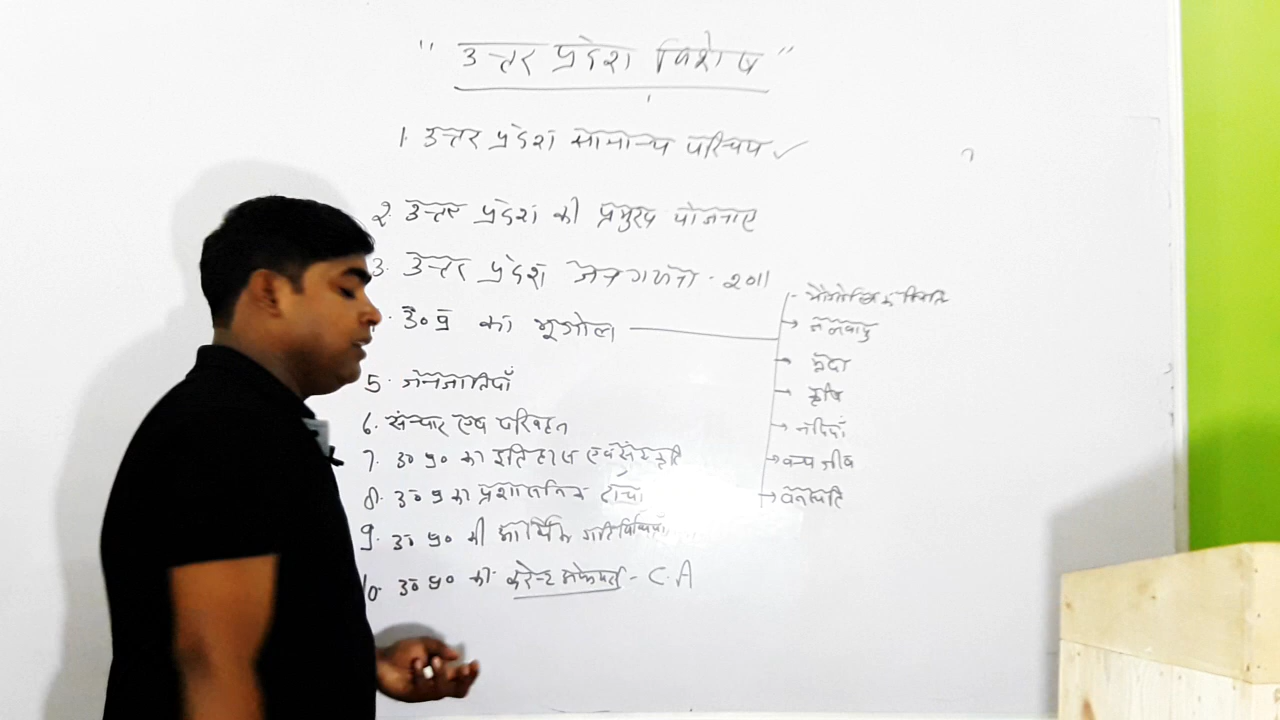 " उत्तर प्रदेश विशेष "
1. उत्तर प्रदेश सामान्य परिचय ✓
2. उत्तर प्रदेश की प्रमुख योजनाए
3. उत्तर प्रदेश जनगणना - 2011
उ० प्र का भूगोल
- भौगोलिक स्थिति
→ जलवायु
→ मृदा
→ कृषि
→ नदियाँ
→ वन्य जीव
→ वनस्पति
5. जनजातियाँ
6. संचार एवं परिवहन
7. उ० प्र० का इतिहास एवं संस्कृति
8. उ० प्र का प्रशासनिक ढाँचा
9. उ० प्र० की आर्थिक गतिविधियाँ
10. उ० प्र० की करेन्ट अफेयर्स - C.A